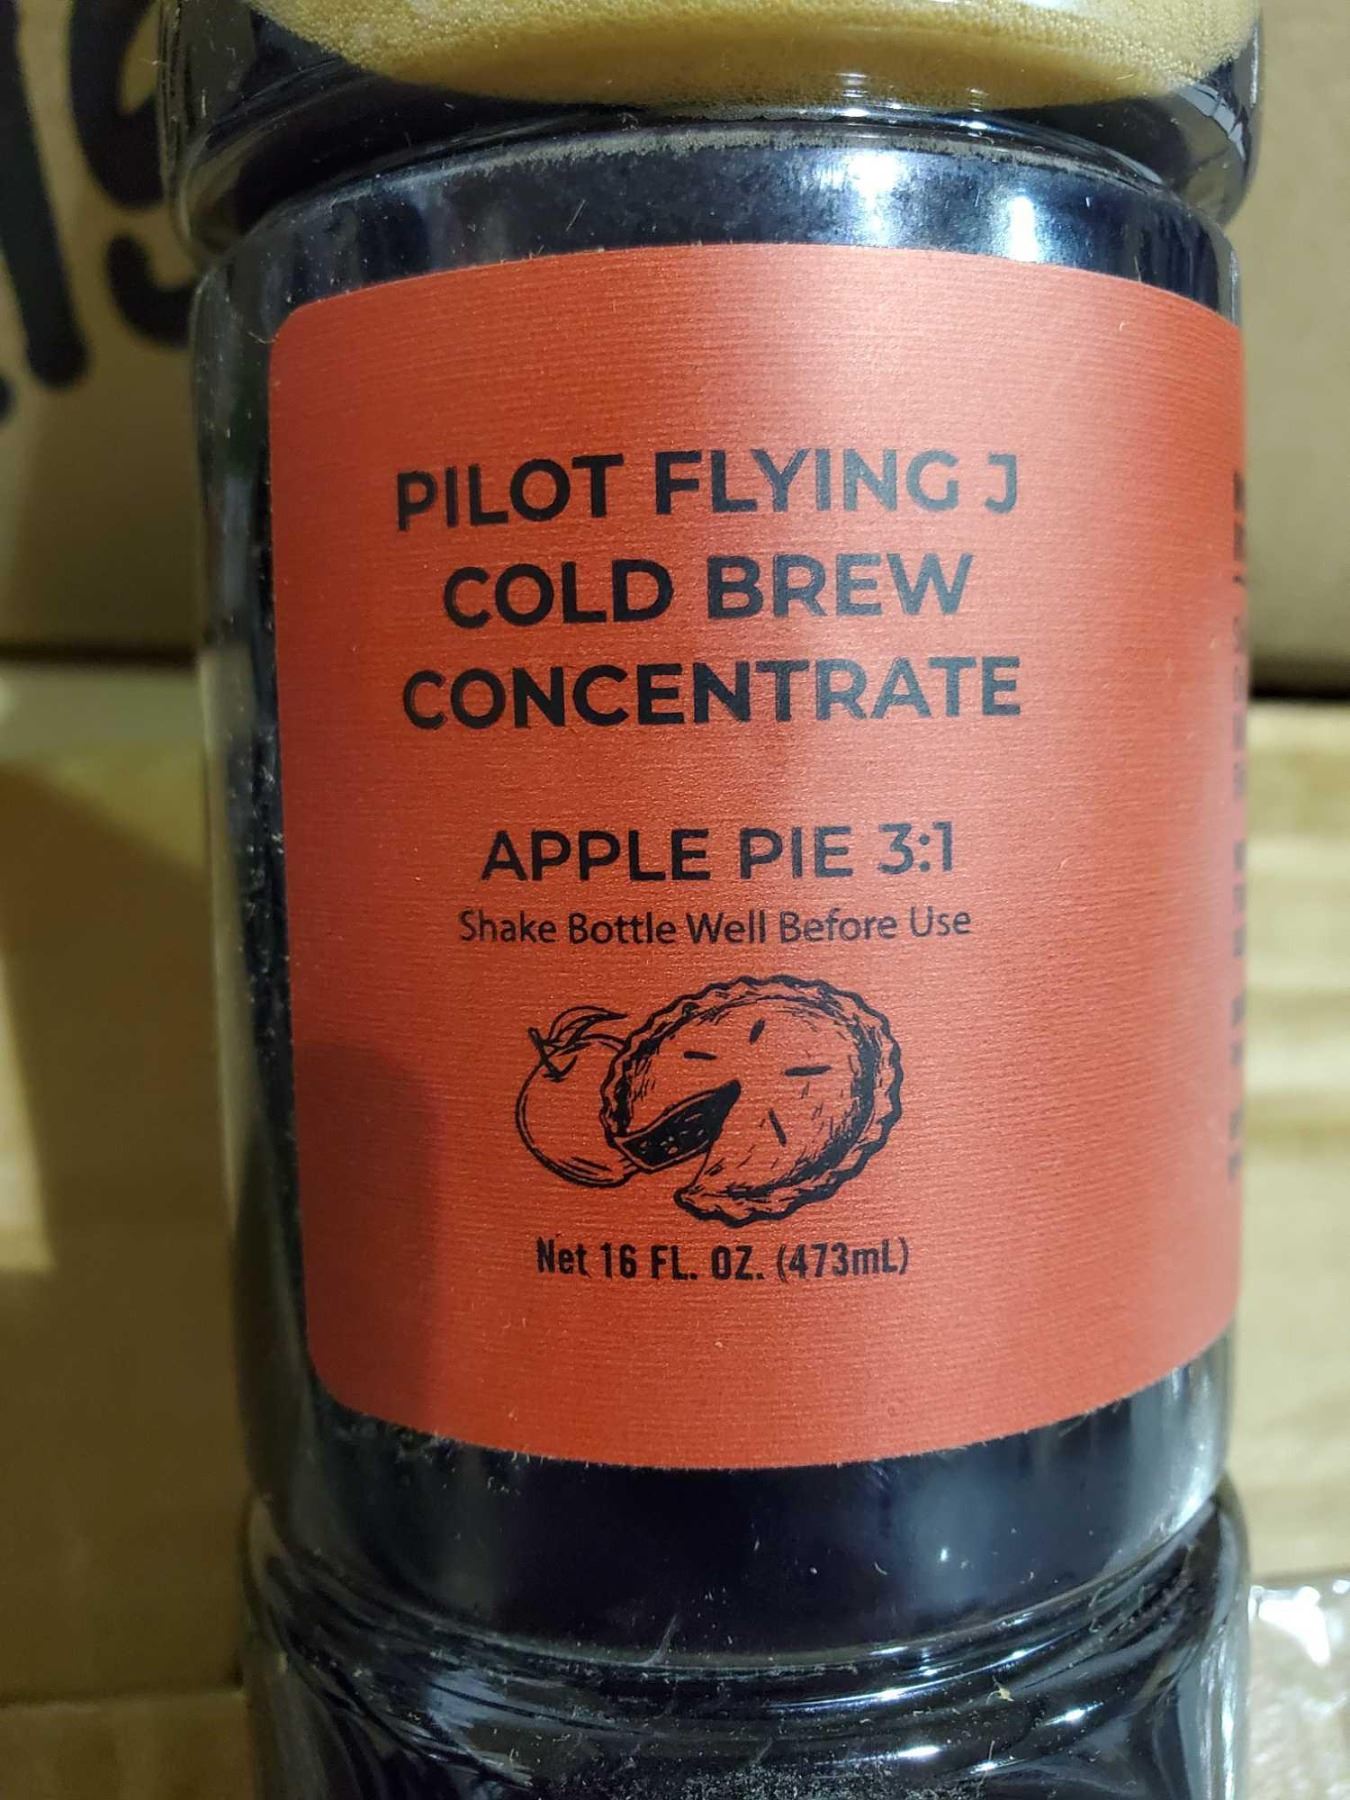 PILOT FLYING J
COLD BREW
CONCENTRATE
APPLE PIE 3:1
Shake Bottle Well Before Use
Net 16 FL. OZ. (473mL)